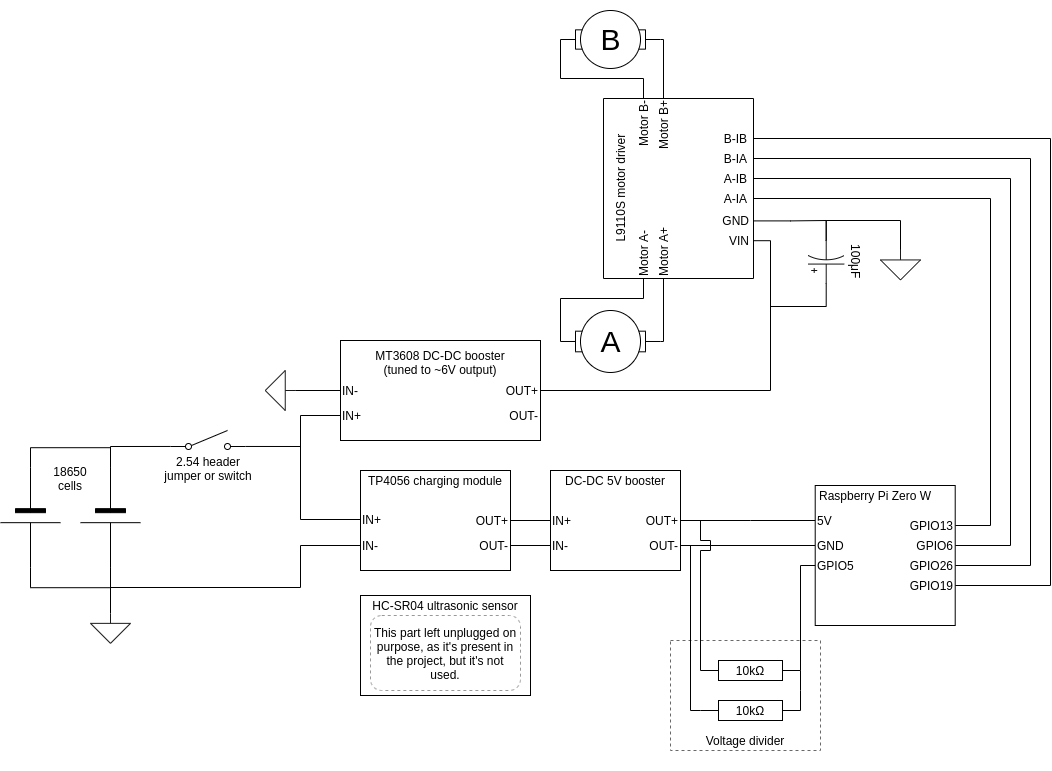 B
Motor B-
Motor B+
L9110S motor driver
B-IB
B-IA
A-IB
A-IA
GND
VIN
Motor A-
Motor A+
100µF
+
A
MT3608 DC-DC booster
(tuned to ~6V output)
IN-
OUT+
IN+
OUT-
18650
cells
2.54 header
jumper or switch
TP4056 charging module
IN+
OUT+
IN-
OUT-
DC-DC 5V booster
IN+
OUT+
IN-
OUT-
Raspberry Pi Zero W
5V
GPIO13
GND
GPIO6
GPIO5
GPIO26
GPIO19
HC-SR04 ultrasonic sensor
This part left unplugged on
purpose, as it's present in
the project, but it's not
used.
10kΩ
10kΩ
Voltage divider